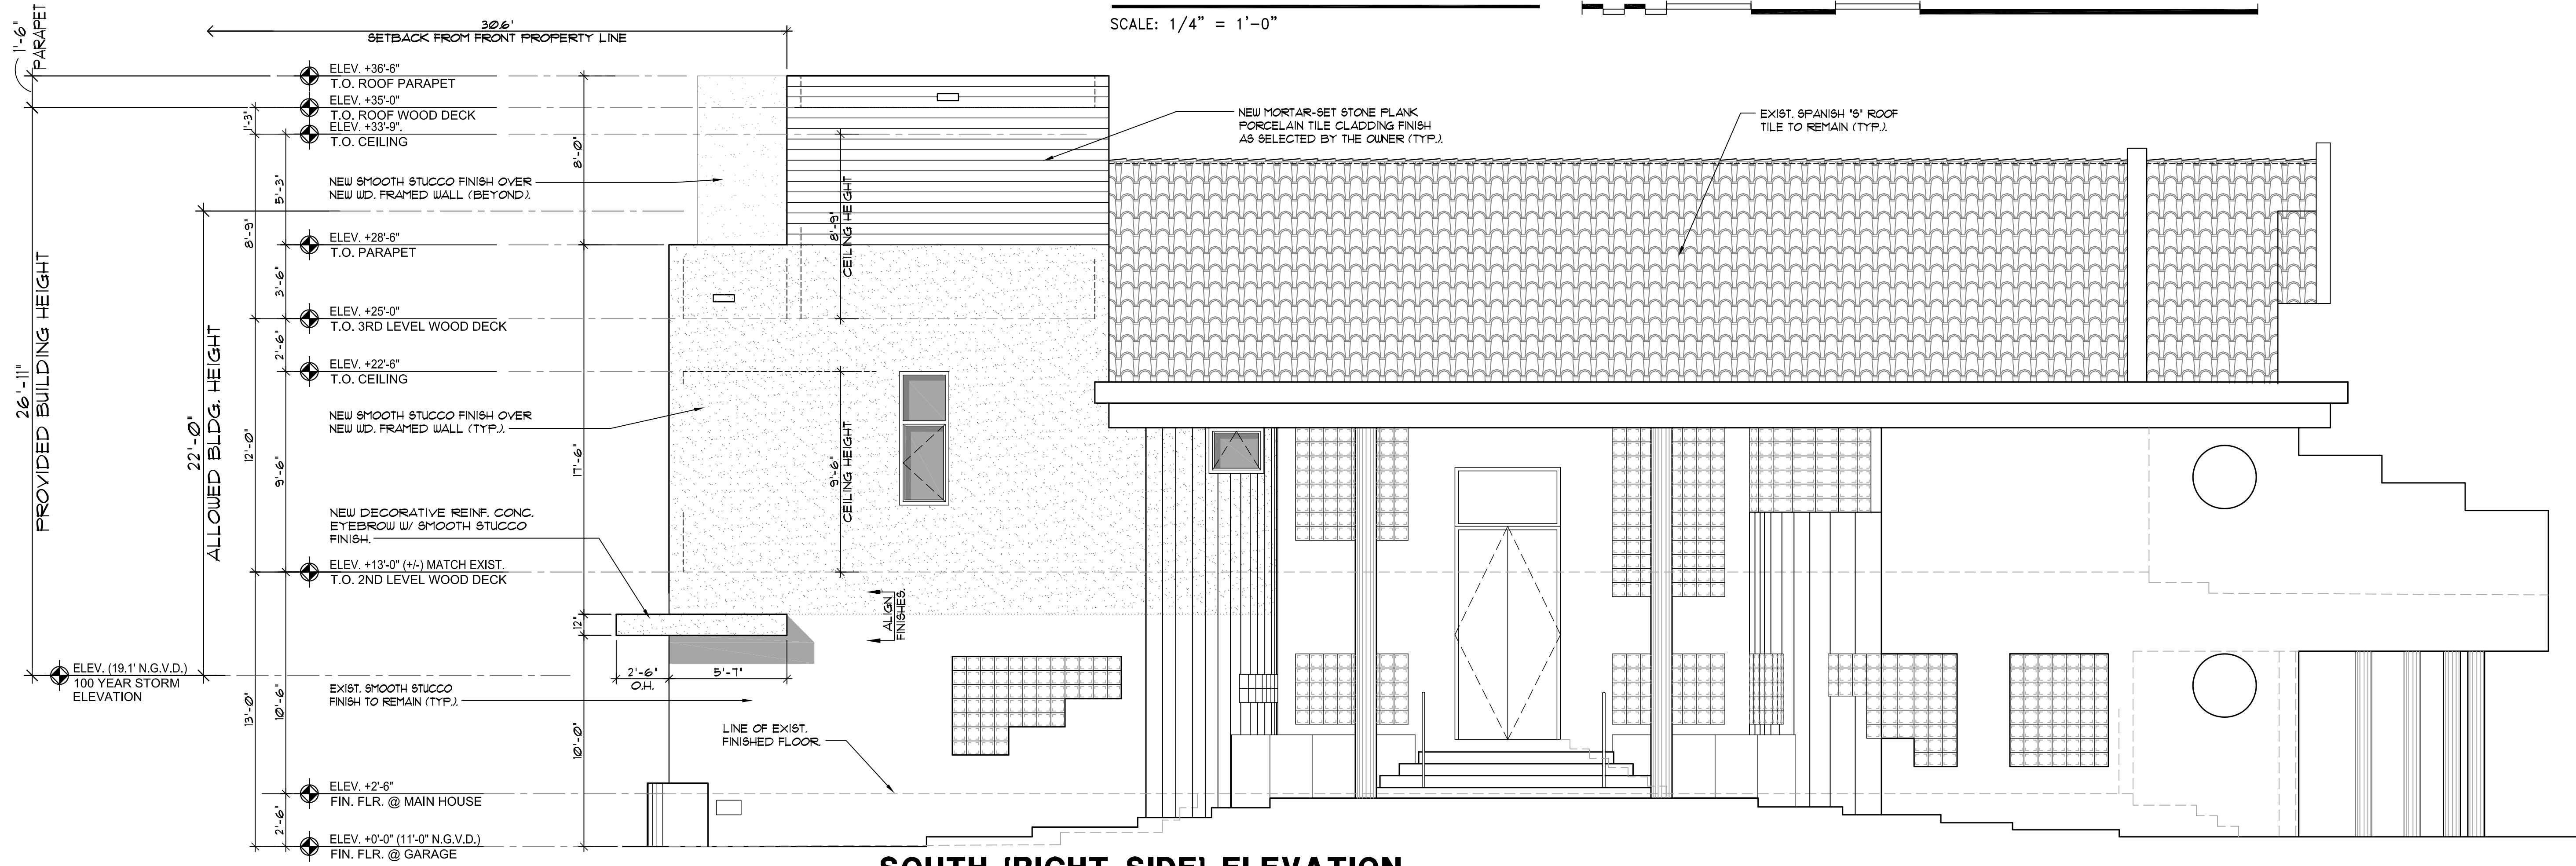 SCALE: 1/4" = 1'-0"
30.6'
SETBACK FROM FRONT PROPERTY LINE
1'-6"
PARAPET
ELEV. +36'-6"
T.O. ROOF PARAPET
ELEV. +35'-0"
T.O. ROOF WOOD DECK
ELEV. +33'-9".
T.O. CEILING
1'-3"
8'-0"
NEW MORTAR-SET STONE PLANK
PORCELAIN TILE CLADDING FINISH
AS SELECTED BY THE OWNER (TYP.).
EXIST. SPANISH "S" ROOF
TILE TO REMAIN (TYP.).
NEW SMOOTH STUCCO FINISH OVER
NEW WD. FRAMED WALL (BEYOND).
5'-3"
8'-9"
8'-9"
CEILING HEIGHT
ELEV. +28'-6"
T.O. PARAPET
3'-6"
ELEV. +25'-0"
T.O. 3RD LEVEL WOOD DECK
2'-6"
ELEV. +22'-6"
T.O. CEILING
26'-11"
PROVIDED BUILDING HEIGHT
22'-0"
ALLOWED BLDG. HEIGHT
12'-0"
9'-6"
17'-6"
9'-6"
CEILING HEIGHT
NEW SMOOTH STUCCO FINISH OVER
NEW WD. FRAMED WALL (TYP.).
NEW DECORATIVE REINF. CONC.
EYEBROW W/ SMOOTH STUCCO
FINISH.
ELEV. +13'-0" (+/-) MATCH EXIST.
T.O. 2ND LEVEL WOOD DECK
12"
ALIGN
FINISHES.
ELEV. (19.1' N.G.V.D.)
100 YEAR STORM
ELEVATION
2'-6"
O.H.
5'-7"
EXIST. SMOOTH STUCCO
FINISH TO REMAIN (TYP.).
13'-0"
10'-6"
10'-0"
LINE OF EXIST.
FINISHED FLOOR.
ELEV. +2'-6"
FIN. FLR. @ MAIN HOUSE
2'-6"
ELEV. +0'-0" (11'-0" N.G.V.D.)
FIN. FLR. @ GARAGE
SOUTH (RIGHT SIDE) ELEVATION